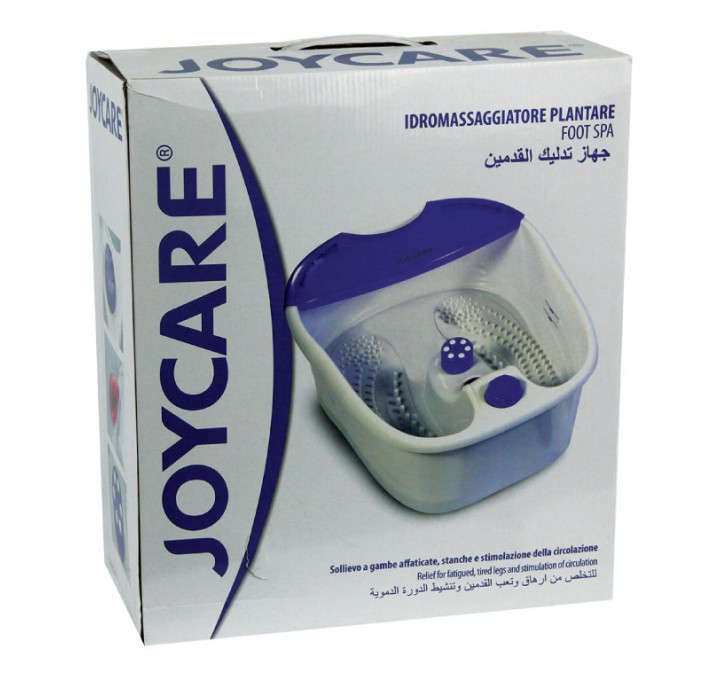 JOYCARE
JOYCARE
JOYCARE®
IDROMASSAGGIATORE PLANTARE
FOOT SPA
جهاز تدليك القدمين
Sollievo a gambe affaticate, stanche e stimolazione della circolazione
Relief for fatigued, tired legs and stimulation of circulation
للتخلص من ارهاق وتعب القدمين وتنشيط الدورة الدموية